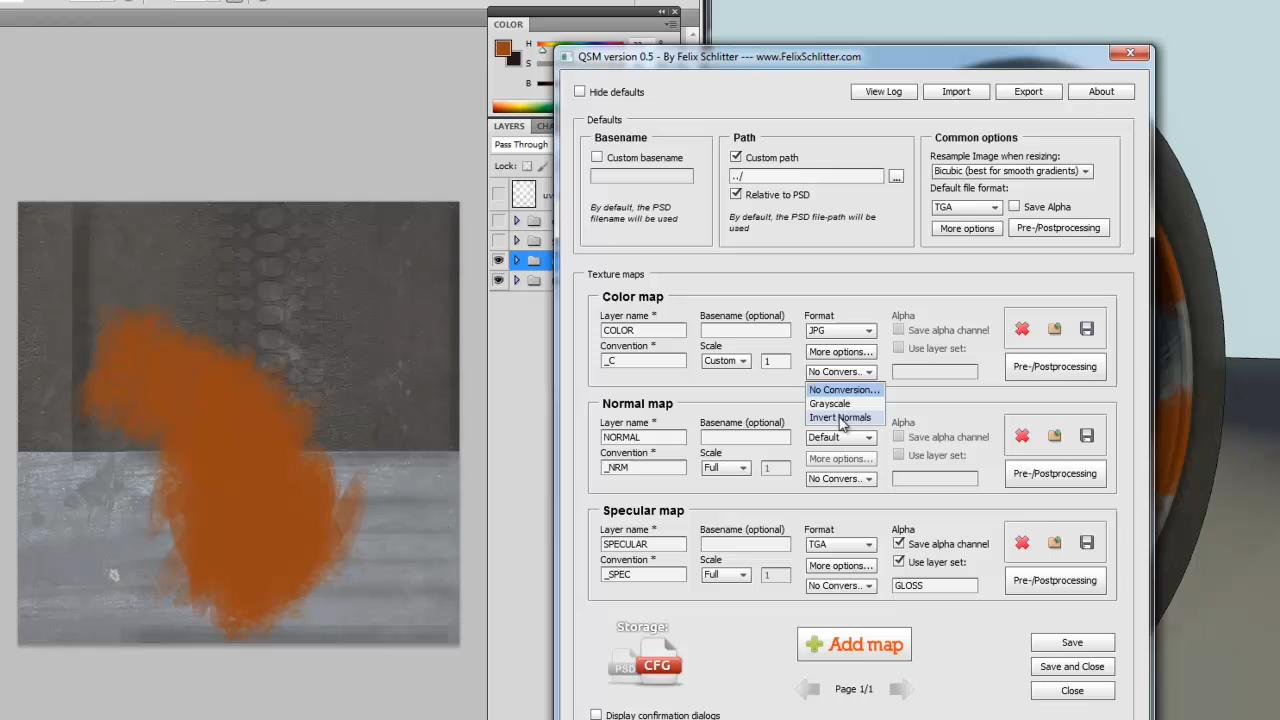 COLOR
H
S
B
LAYERS
Pass Through
Lock:
uv
QSM version 0.5 - By Felix Schlitter --- www.FelixSchlitter.com
Hide defaults
View Log
Import
Export
About
Defaults
Basename
Custom basename
By default, the PSD
filename will be used
Path
Custom path
../
...
Relative to PSD
By default, the PSD file-path will be
used
Common options
Resample Image when resizing:
Bicubic (best for smooth gradients)
Default file format:
TGA
Save Alpha
More options
Pre-/Postprocessing
Texture maps
Color map
Layer name *
Basename (optional)
Format
Alpha
COLOR
JPG
Save alpha channel
Convention *
Scale
More options...
Use layer set:
_C
Custom
1
No Convers..
Pre-/Postprocessing
No Conversion...
Grayscale
Invert Normals
Normal map
Layer name *
Basename (optional)
Alpha
NORMAL
Default
Save alpha channel
Convention *
Scale
More options...
Use layer set:
_NRM
Full
1
No Convers..
Pre-/Postprocessing
Specular map
Layer name *
Basename (optional)
Format
Alpha
SPECULAR
TGA
Save alpha channel
Convention *
Scale
More options...
Use layer set:
_SPEC
Full
1
No Convers..
GLOSS
Pre-/Postprocessing
Storage:
PSD
CFG
Add map
Page 1/1
Save
Save and Close
Close
Display confirmation dialogs